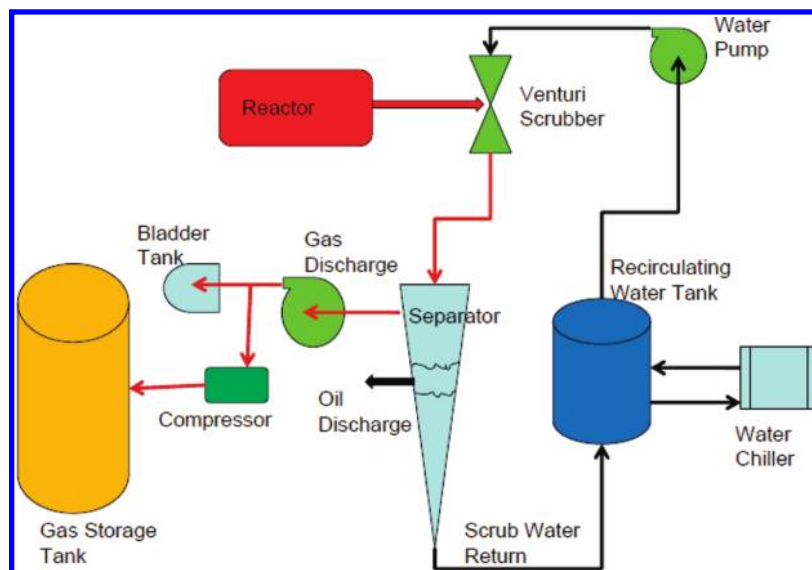 Water
Pump
Venturi
Scrubber
Reactor
Bladder
Tank
Gas
Discharge
Recirculating
Water Tank
Separator
Oil
Discharge
Compressor
Water
Chiller
Gas Storage
Tank
Scrub Water
Return